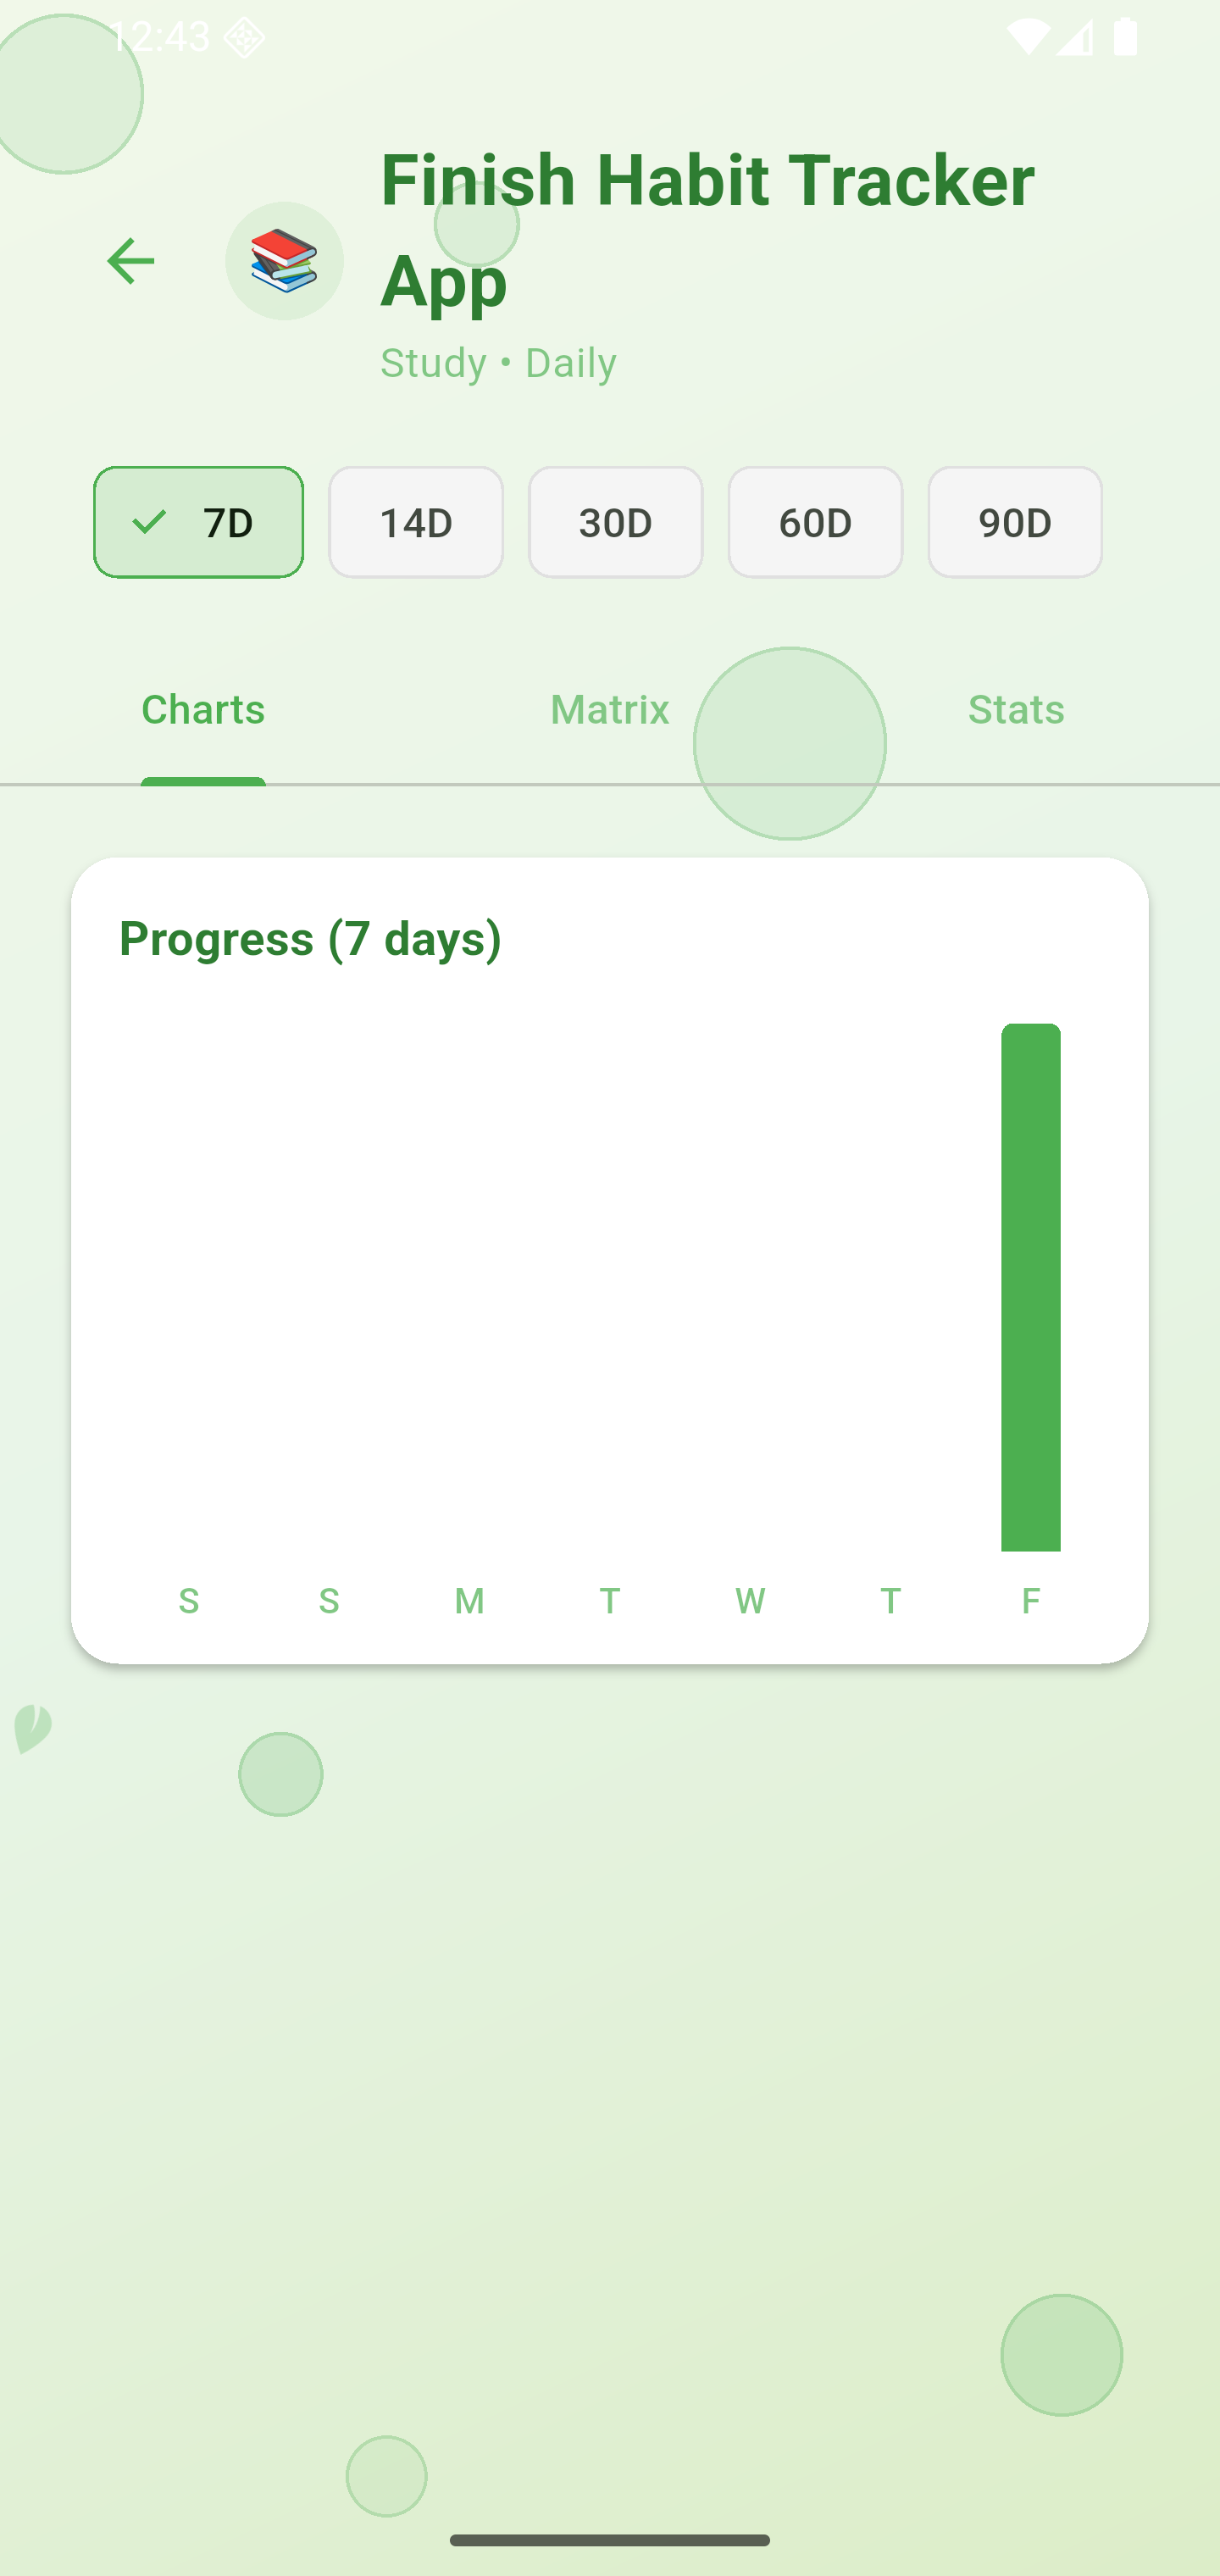 12:43
Finish Habit Tracker
App
Study • Daily
7D 14D 30D 60D 90D
Charts Matrix Stats
Progress (7 days)
S S M T W T F